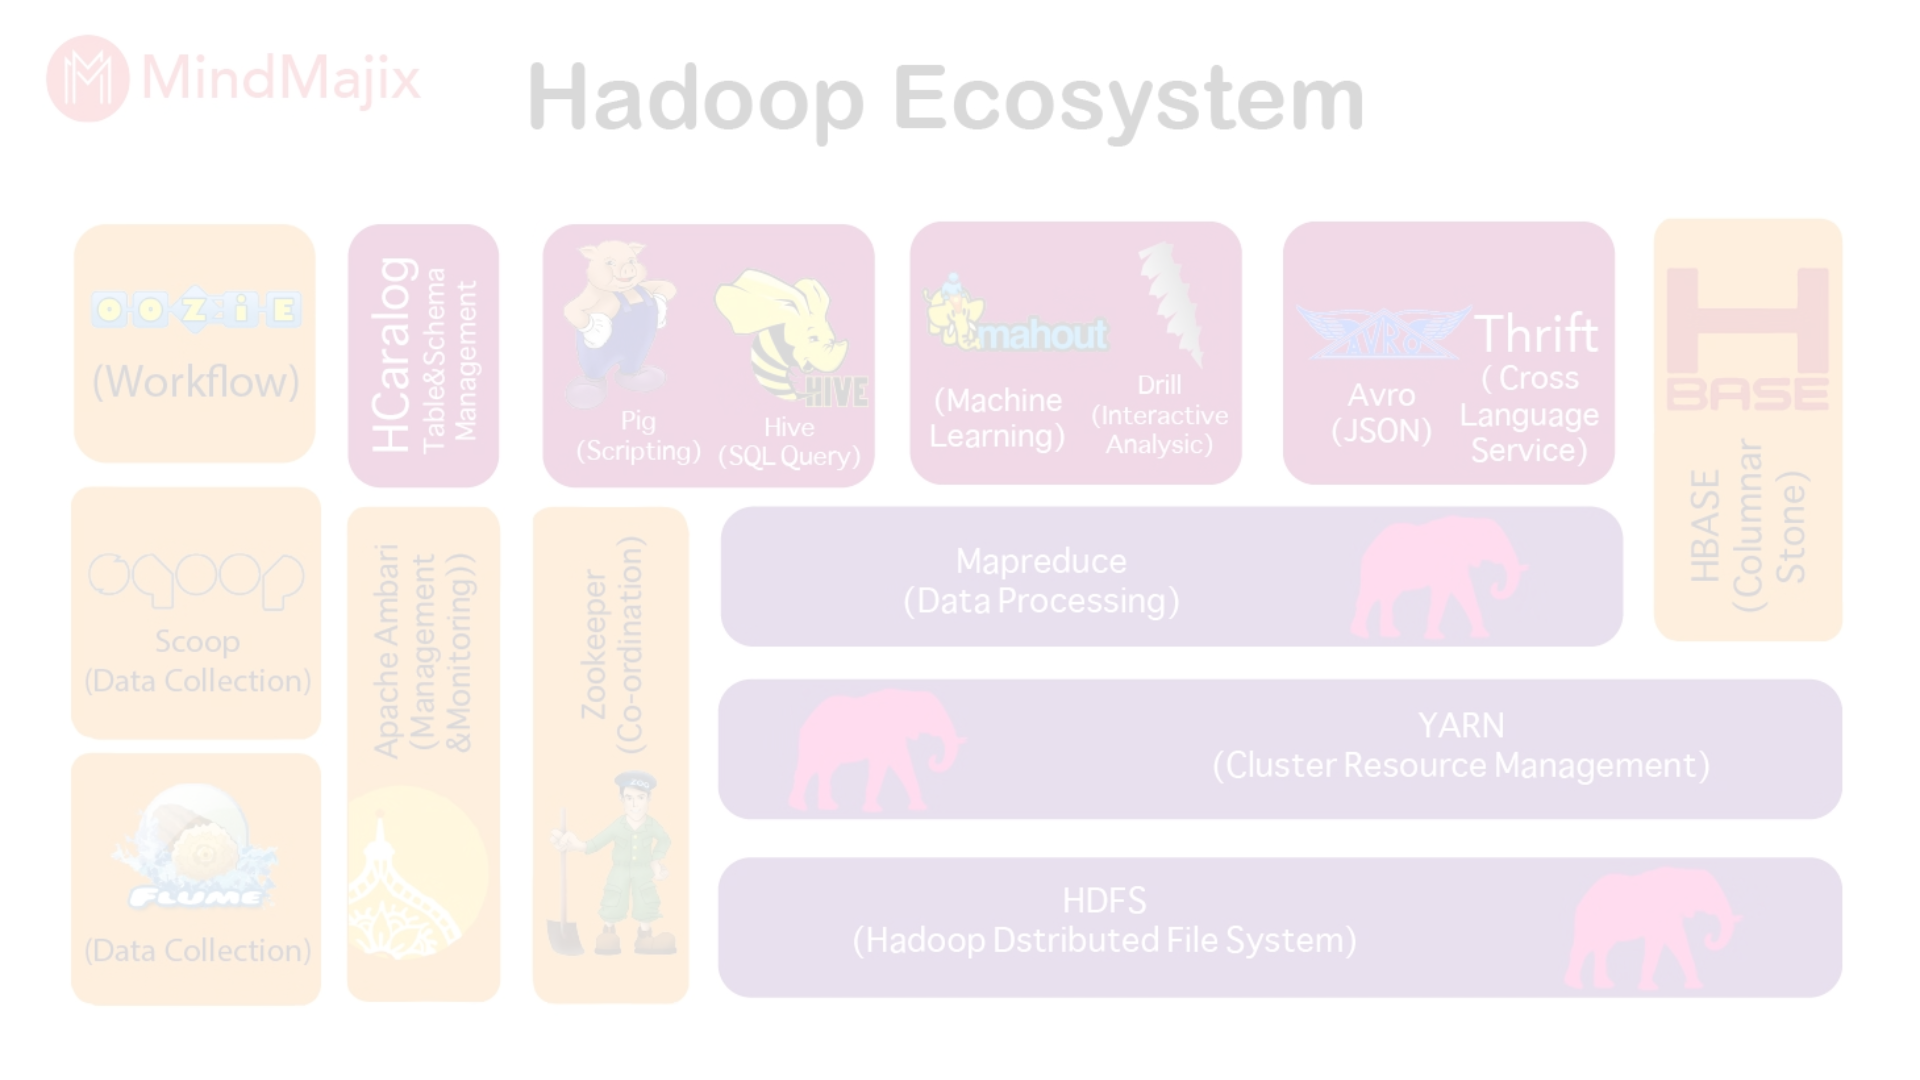 MindMajix
Hadoop Ecosystem
OOZiE
(Workflow)
HCaralog
Table&Schema
Management
HIVE
Pig
(Scripting)
Hive
(SQL Query)
mahout
(Machine
Learning)
Drill
(Interactive
Analysic)
AVRO
Avro
(JSON)
Thrift
( Cross
Language
Service)
H
BASE
HBASE
(Columnar
Stone)
sqoop
Scoop
(Data Collection)
Apache Ambari
(Management
&Monitoring))
Zookeeper
(Co-ordination)
Mapreduce
(Data Processing)
YARN
(Cluster Resource Management)
FLUME
(Data Collection)
HDFS
(Hadoop Dstributed File System)